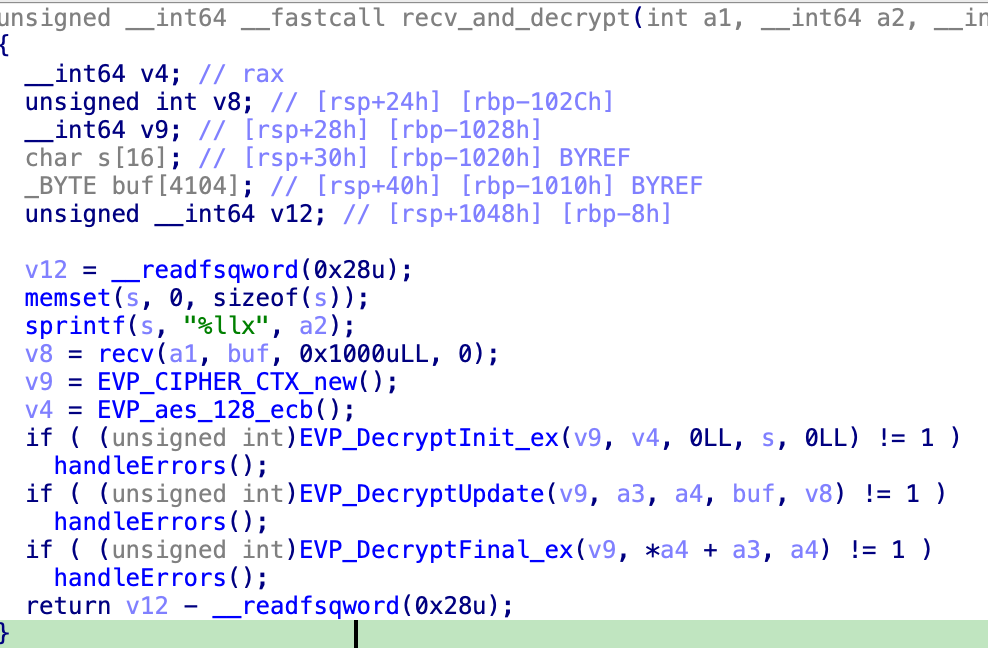 unsigned __int64 __fastcall recv_and_decrypt(int a1, __int64 a2, __in
{
  __int64 v4; // rax
  unsigned int v8; // [rsp+24h] [rbp-102Ch]
  __int64 v9; // [rsp+28h] [rbp-1028h]
  char s[16]; // [rsp+30h] [rbp-1020h] BYREF
  _BYTE buf[4104]; // [rsp+40h] [rbp-1010h] BYREF
  unsigned __int64 v12; // [rsp+1048h] [rbp-8h]

  v12 = __readfsqword(0x28u);
  memset(s, 0, sizeof(s));
  sprintf(s, "%llx", a2);
  v8 = recv(a1, buf, 0x1000uLL, 0);
  v9 = EVP_CIPHER_CTX_new();
  v4 = EVP_aes_128_ecb();
  if ( (unsigned int)EVP_DecryptInit_ex(v9, v4, 0LL, s, 0LL) != 1 )
    handleErrors();
  if ( (unsigned int)EVP_DecryptUpdate(v9, a3, a4, buf, v8) != 1 )
    handleErrors();
  if ( (unsigned int)EVP_DecryptFinal_ex(v9, *a4 + a3, a4) != 1 )
    handleErrors();
  return v12 - __readfsqword(0x28u);
}